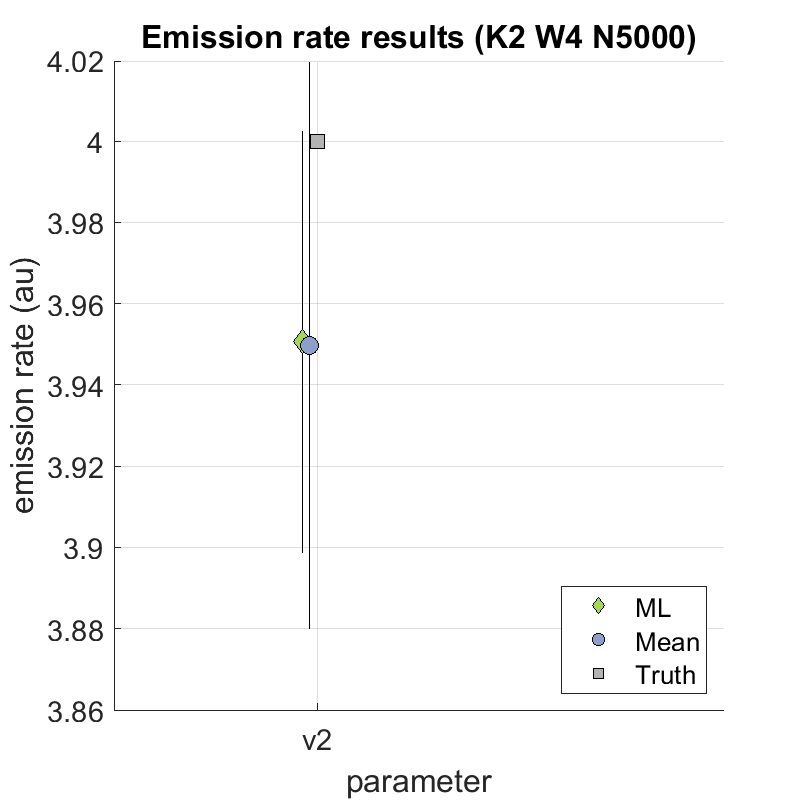 Emission rate results (K2 W4 N5000)
4.02
4
3.98
3.96
3.94
3.92
3.9
3.88
3.86
emission rate (au)
v2
parameter
ML
Mean
Truth